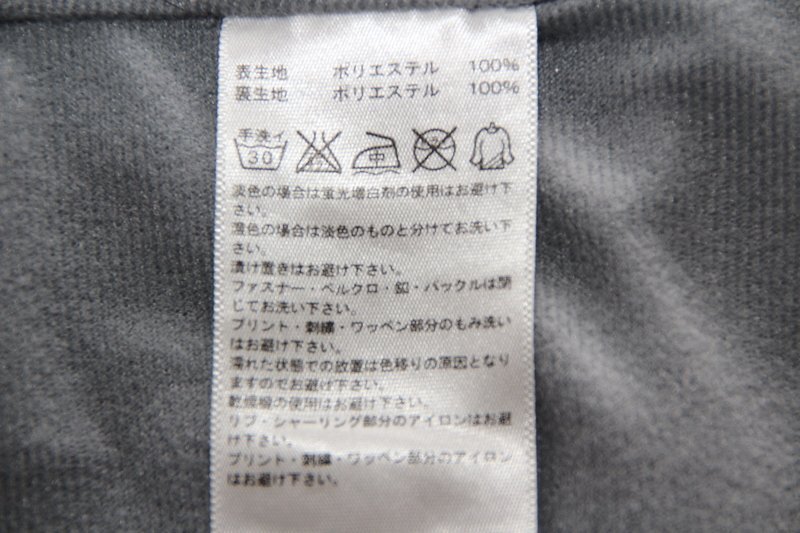 表生地 ポリエステル 100%
裏生地 ポリエステル 100%
手洗イ
30 中
淡色の場合は蛍光増白剤の使用はお避け下
さい。
濃色の場合は淡色のものと分けてお洗い下
さい。
漬け置きはお避け下さい。
ファスナー・ベルクロ・釦・バックルは閉
じてお洗い下さい。
プリント・刺繍・ワッペン部分のもみ洗い
はお避け下さい。
濡れた状態での放置は色移りの原因となり
ますのでお避け下さい。
乾燥機の使用はお避け下さい。
リブ・シャーリング部分のアイロンはお避
け下さい。
プリント・刺繍・ワッペン部分のアイロン
はお避け下さい。